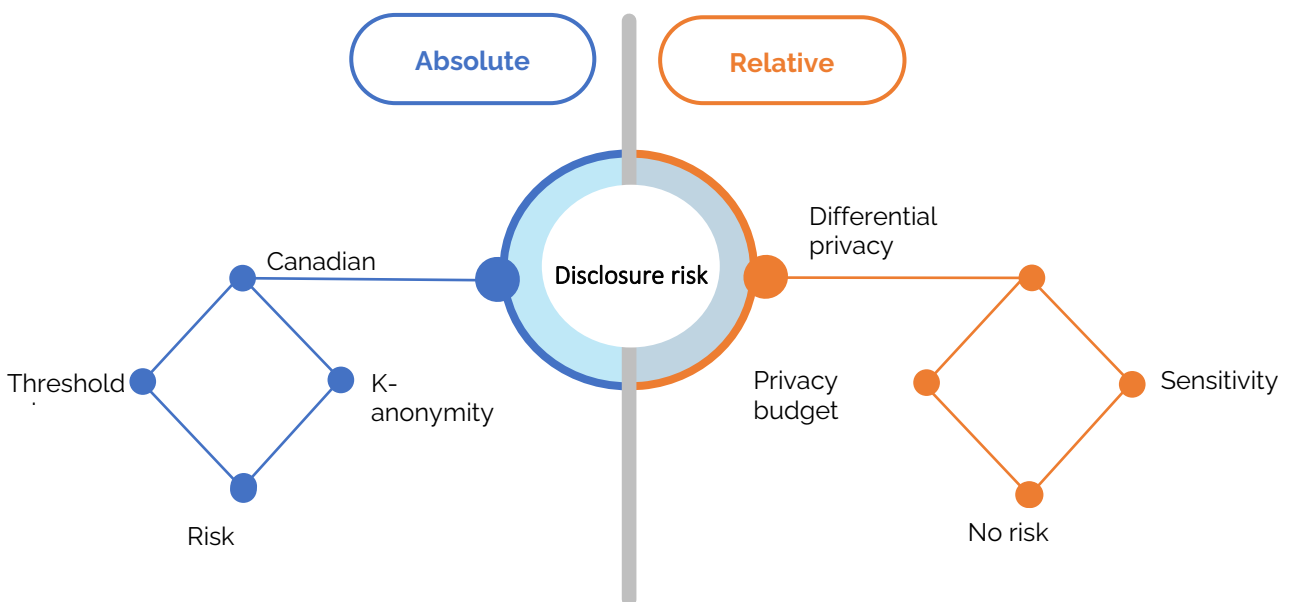 Absolute
Relative
Differential
privacy
Canadian
Disclosure risk
Threshold
K-
anonymity
Privacy
budget
Sensitivity
Risk
No risk